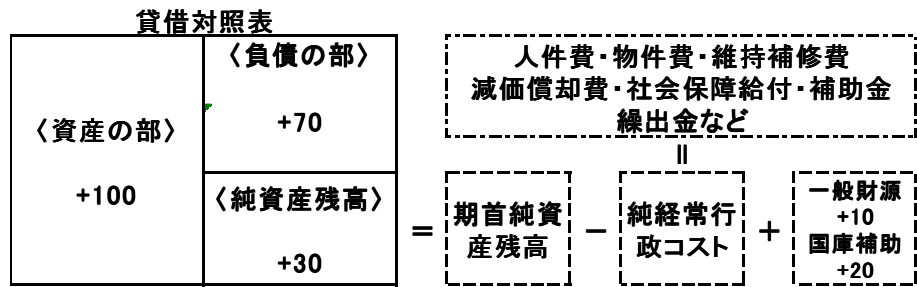 貸借対照表
〈資産の部〉
+100
〈負債の部〉
+70
〈純資産残高〉
+30
=
期首純資
産残高
−
純経常行
政コスト
+
一般財源
+10
国庫補助
+20
人件費・物件費・維持補修費
減価償却費・社会保障給付・補助金
繰出金など
=